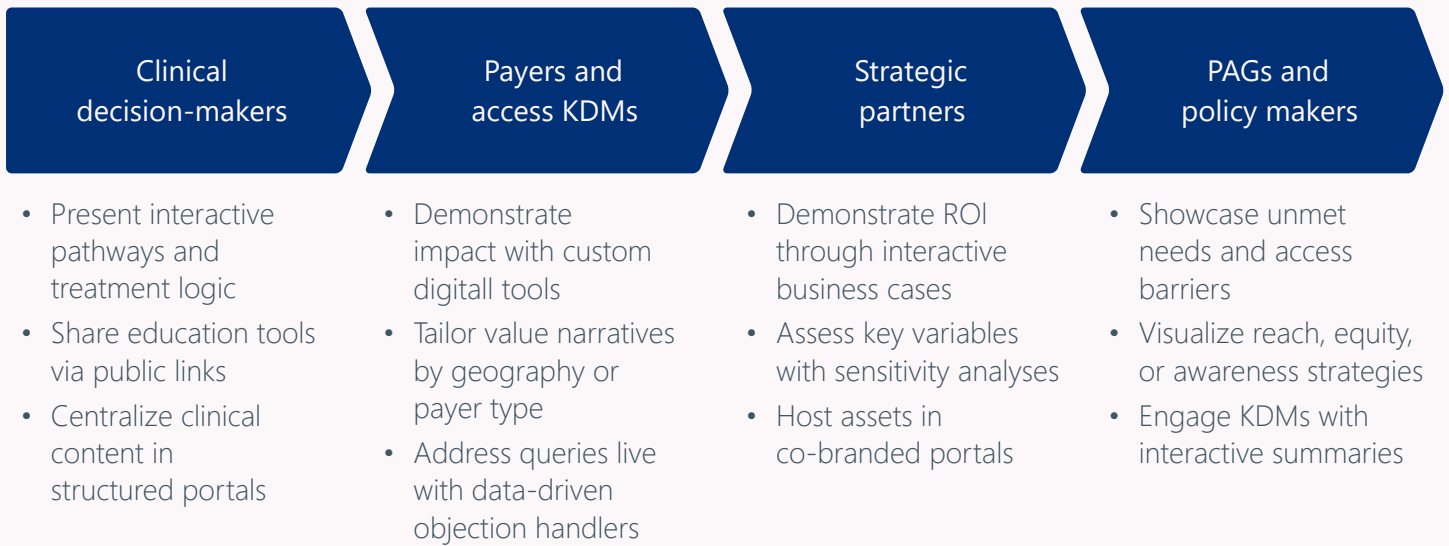 Clinical
decision-makers
• Present interactive
pathways and
treatment logic
• Share education tools
via public links
• Centralize clinical
content in
structured portals
Payers and
access KDMs
• Demonstrate
impact with custom
digitall tools
• Tailor value narratives
by geography or
payer type
• Address queries live
with data-driven
objection handlers
Strategic
partners
• Demonstrate ROI
through interactive
business cases
• Assess key variables
with sensitivity analyses
• Host assets in
co-branded portals
PAGs and
policy makers
• Showcase unmet
needs and access
barriers
• Visualize reach, equity,
or awareness strategies
• Engage KDMs with
interactive summaries